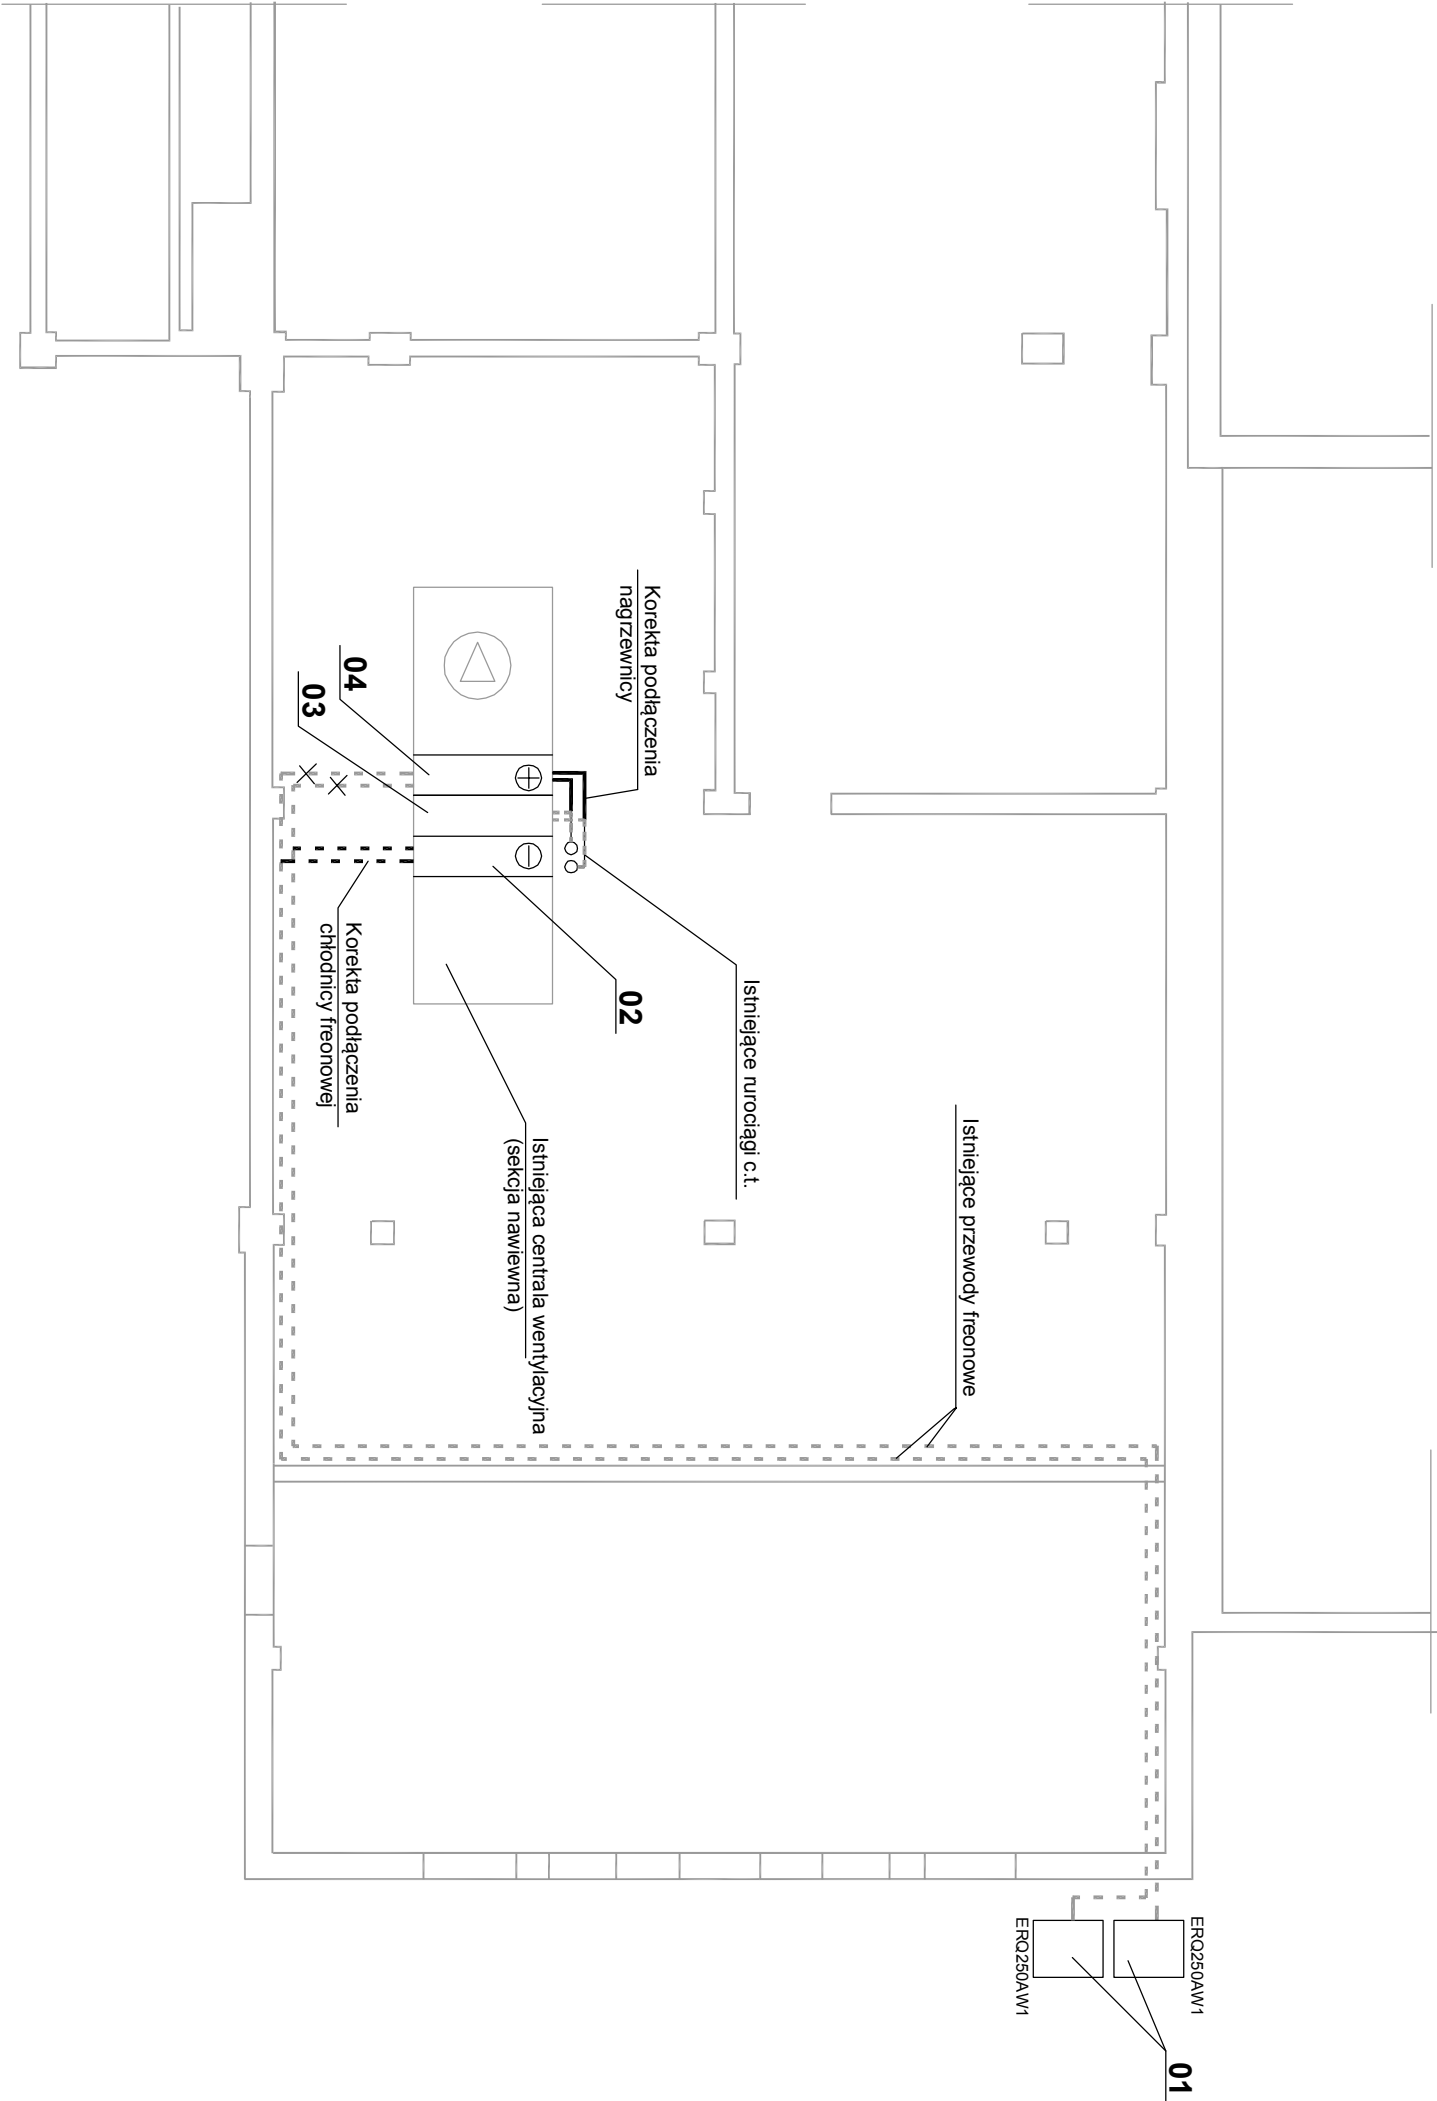 ERQ250AW1
01
ERQ250AW1
Istniejące przewody freonowe
Istniejące rurociągi c.t.
Korekta podłączenia
nagrzewnicy
02
Istniejąca centrala wentylacyjna
(sekcja nawiewna)
04
03
Korekta podłączenia
chłodnicy freonowej